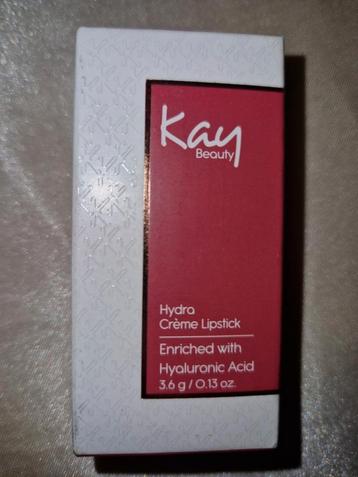 Kay
Beauty
Hydra
Crème Lipstick
Enriched with
Hyaluronic Acid
3.6 g / 0.13 oz.